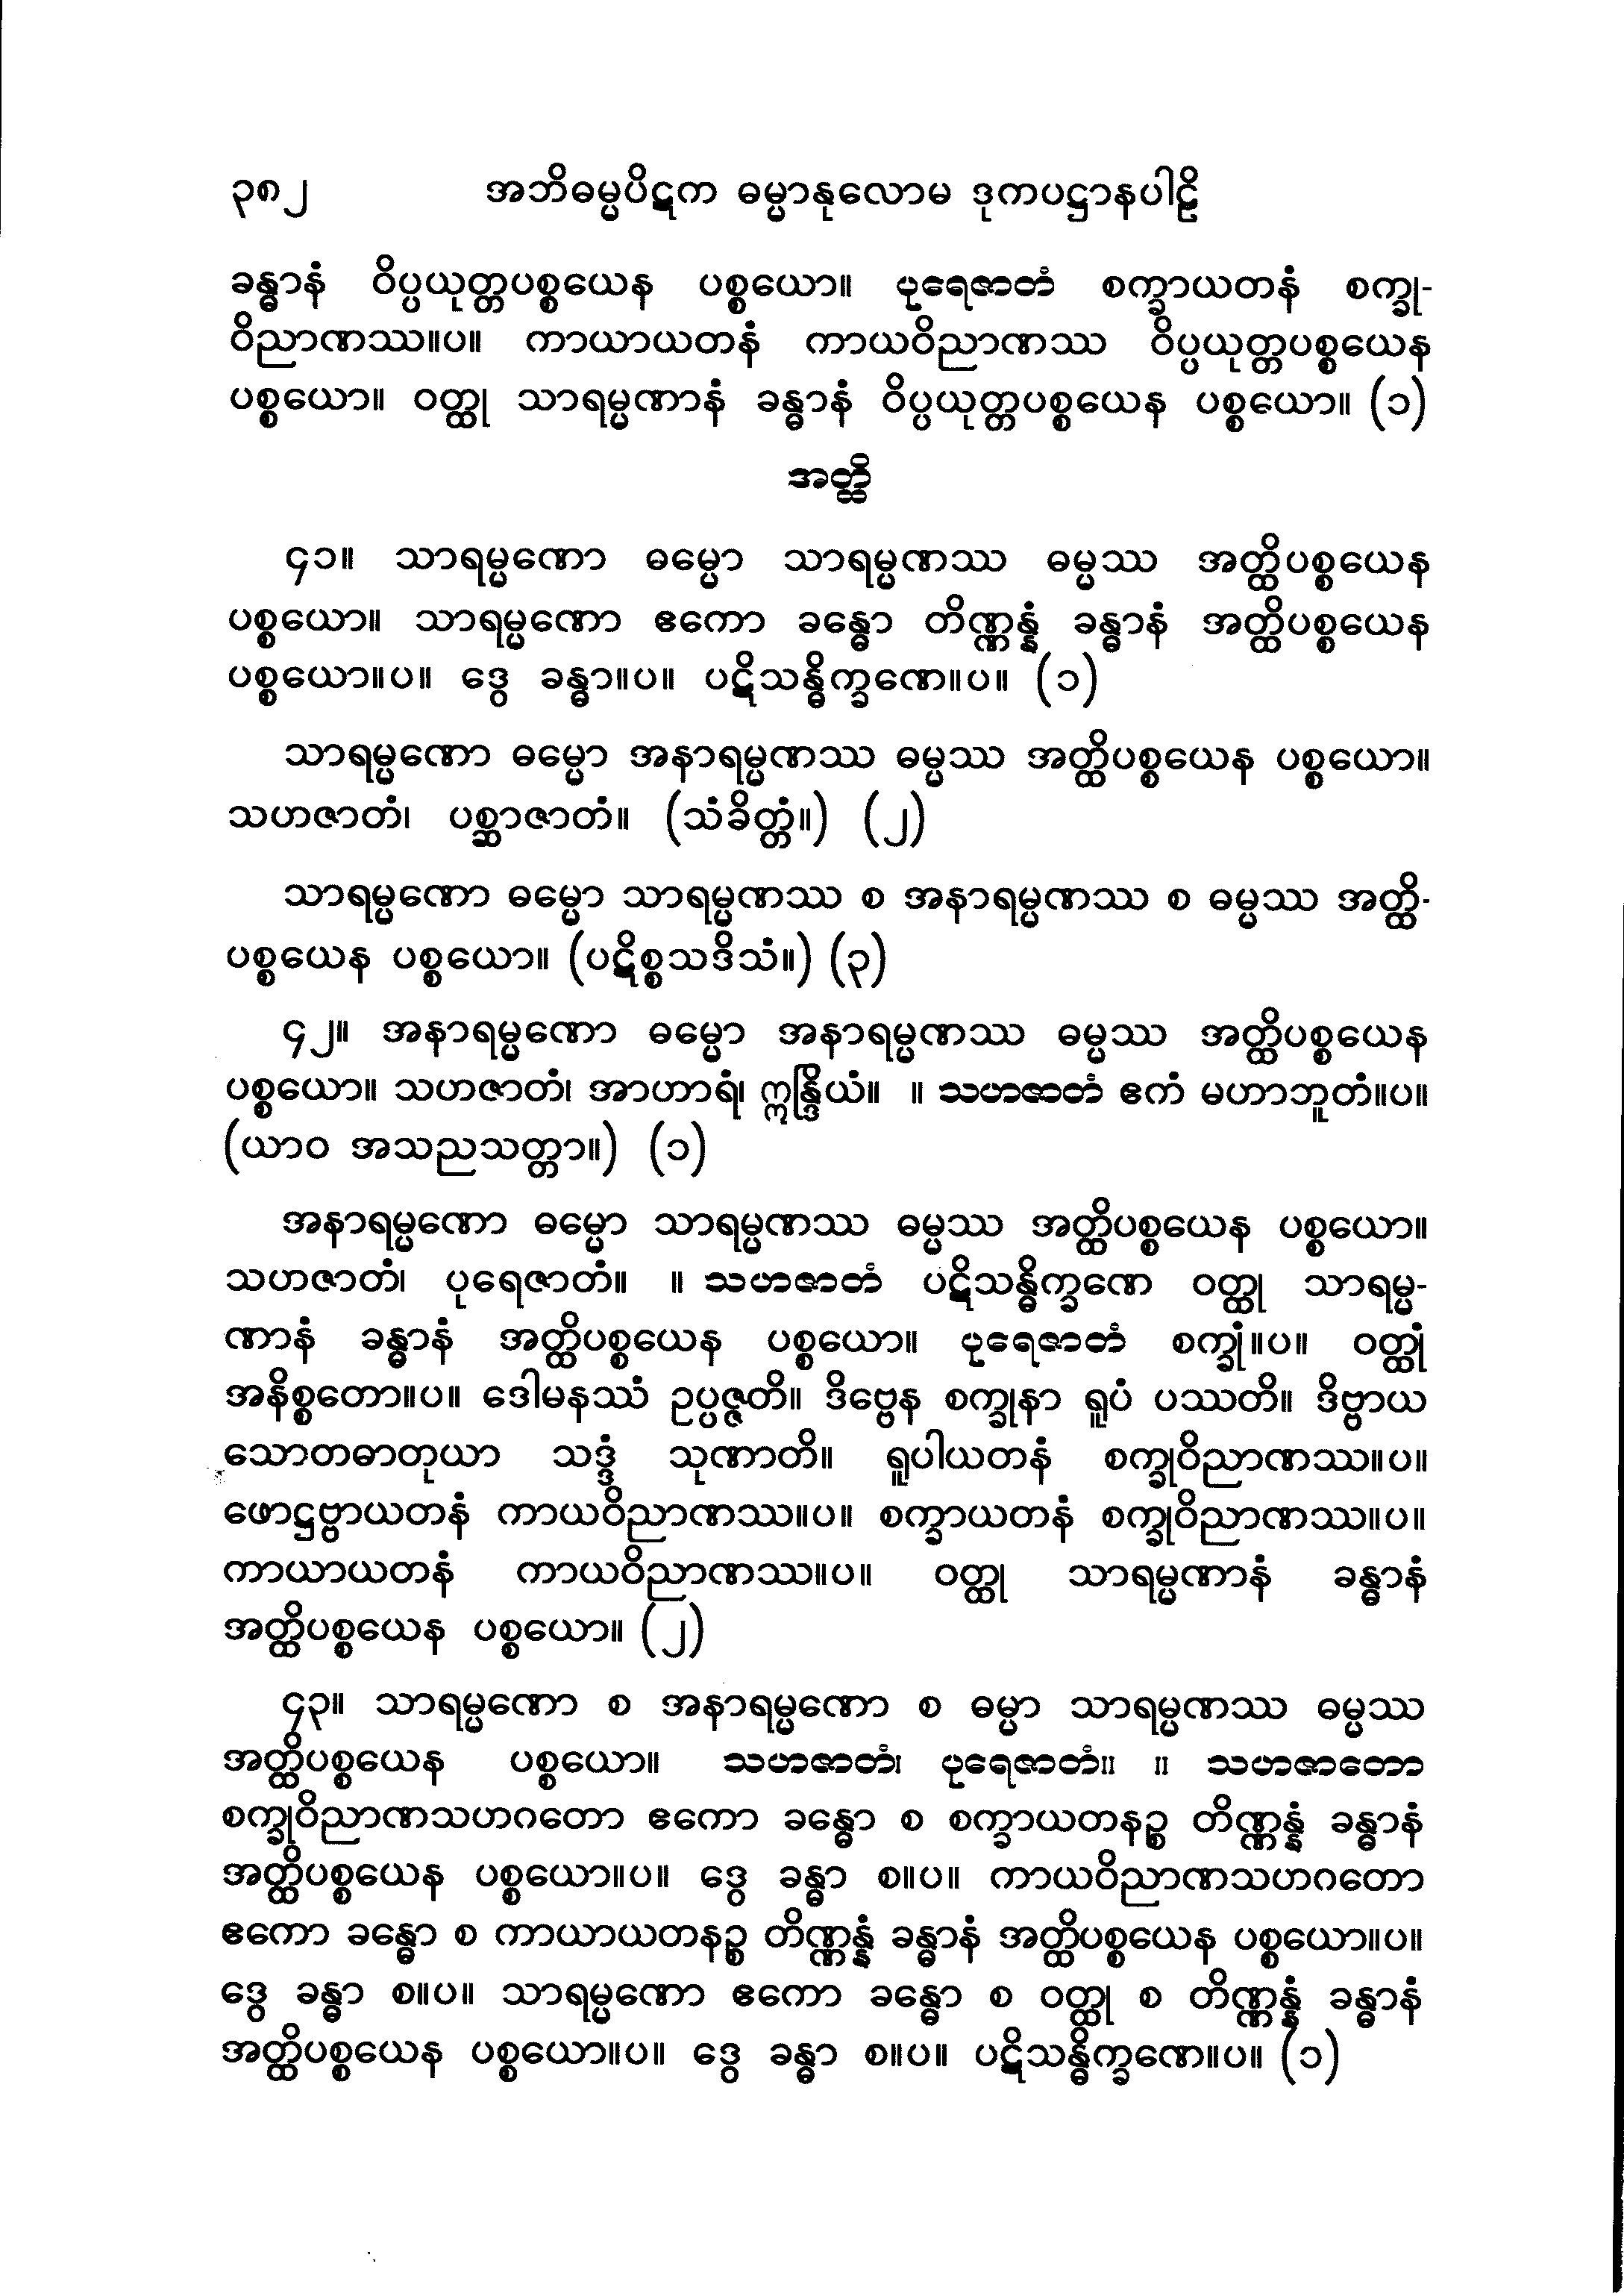 ၃၈၂ အဘိဓမ္မပိဋက ဓမ္မာနုလောမ ဒုကပဋ္ဌာနပါဠိ
ခန္ဓာနံ ဝိပ္ပယုတ္တပစ္စယေန ပစ္စယော။ ပုရေဇာတံ စက္ခာယတနံ စက္ခု-
ဝိညာဏဿ။ပ။ ကာယာယတနံ ကာယဝိညာဏဿ ဝိပ္ပယုတ္တပစ္စယေန
ပစ္စယော။ ဝတ္ထု သာရမ္မဏာနံ ခန္ဓာနံ ဝိပ္ပယုတ္တပစ္စယေန ပစ္စယော။ (၁)
အတ္ထိ
၄၁။ သာရမ္မဏော ဓမ္မော သာရမ္မဏဿ ဓမ္မဿ အတ္ထိပစ္စယေန
ပစ္စယော။ သာရမ္မဏော ဧကော ခန္ဓော တိဏ္ဏန္နံ ခန္ဓာနံ အတ္ထိပစ္စယေန
ပစ္စယော။ပ။ ဒွေ ခန္ဓာ။ပ။ ပဋိသန္ဓိက္ခဏေ။ပ။ (၁)
သာရမ္မဏော ဓမ္မော အနာရမ္မဏဿ ဓမ္မဿ အတ္ထိပစ္စယေန ပစ္စယော။
သဟဇာတံ၊ ပစ္ဆာဇာတံ။ (သံခိတ္တံ။) (၂)
သာရမ္မဏော ဓမ္မော သာရမ္မဏဿ စ အနာရမ္မဏဿ စ ဓမ္မဿ အတ္ထိ-
ပစ္စယေန ပစ္စယော။ (ပဋိစ္စသဒိသံ။) (၃)
၄၂။ အနာရမ္မဏော ဓမ္မော အနာရမ္မဏဿ ဓမ္မဿ အတ္ထိပစ္စယေန
ပစ္စယော။ သဟဇာတံ၊ အာဟာရံ၊ ဣန္ဒြိယံ။ ။ သဟဇာတံ ဧကံ မဟာဘူတံ။ပ။
(ယာဝ အသညသတ္တာ။) (၁)
အနာရမ္မဏော ဓမ္မော သာရမ္မဏဿ ဓမ္မဿ အတ္ထိပစ္စယေန ပစ္စယော။
သဟဇာတံ၊ ပုရေဇာတံ။ ။ သဟဇာတံ ပဋိသန္ဓိက္ခဏေ ဝတ္ထု သာရမ္မ-
ဏာနံ ခန္ဓာနံ အတ္ထိပစ္စယေန ပစ္စယော။ ပုရေဇာတံ စက္ခုံ။ပ။ ဝတ္ထုံ
အနိစ္စတော။ပ။ ဒေါမနဿံ ဥပ္ပဇ္ဇတိ။ ဒိဗ္ဗေန စက္ခုနာ ရူပံ ပဿတိ။ ဒိဗ္ဗာယ
သောတဓာတုယာ သဒ္ဒံ သုဏာတိ။ ရူပါယတနံ စက္ခုဝိညာဏဿ။ပ။
ဖောဋ္ဌဗ္ဗာယတနံ ကာယဝိညာဏဿ။ပ။ စက္ခာယတနံ စက္ခုဝိညာဏဿ။ပ။
ကာယာယတနံ ကာယဝိညာဏဿ။ပ။ ဝတ္ထု သာရမ္မဏာနံ ခန္ဓာနံ
အတ္ထိပစ္စယေန ပစ္စယော။ (၂)
၄၃။ သာရမ္မဏော စ အနာရမ္မဏော စ ဓမ္မာ သာရမ္မဏဿ ဓမ္မဿ
အတ္ထိပစ္စယေန ပစ္စယော။ သဟဇာတံ၊ ပုရေဇာတံ။ ။ သဟဇာတော
စက္ခုဝိညာဏသဟဂတော ဧကော ခန္ဓော စ စက္ခာယတနဉ္စ တိဏ္ဏန္နံ ခန္ဓာနံ
အတ္ထိပစ္စယေန ပစ္စယော။ပ။ ဒွေ ခန္ဓာ စ။ပ။ ကာယဝိညာဏသဟဂတော
ဧကော ခန္ဓော စ ကာယာယတနဉ္စ တိဏ္ဏန္နံ ခန္ဓာနံ အတ္ထိပစ္စယေန ပစ္စယော။ပ။
ဒွေ ခန္ဓာ စ။ပ။ သာရမ္မဏော ဧကော ခန္ဓော စ ဝတ္ထု စ တိဏ္ဏန္နံ ခန္ဓာနံ
အတ္ထိပစ္စယေန ပစ္စယော။ပ။ ဒွေ ခန္ဓာ စ။ပ။ ပဋိသန္ဓိက္ခဏေ။ပ။ (၁)